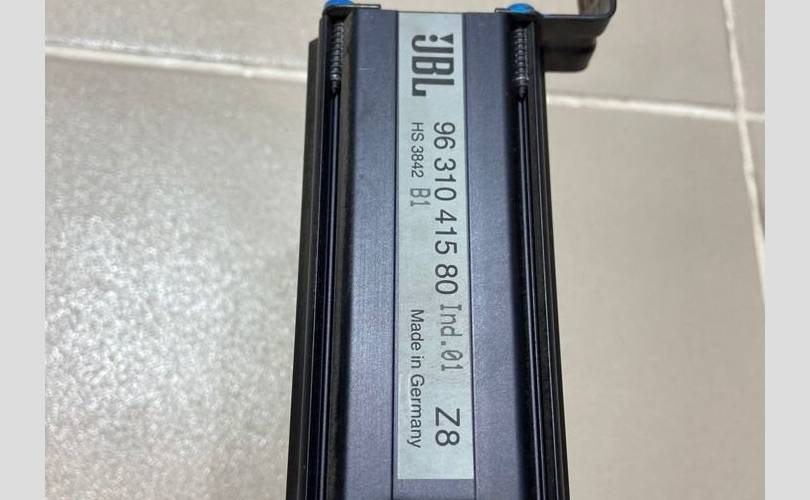 JBL
96 310 415 80 Ind.01 Z8
HS 3842 B1 Made in Germany